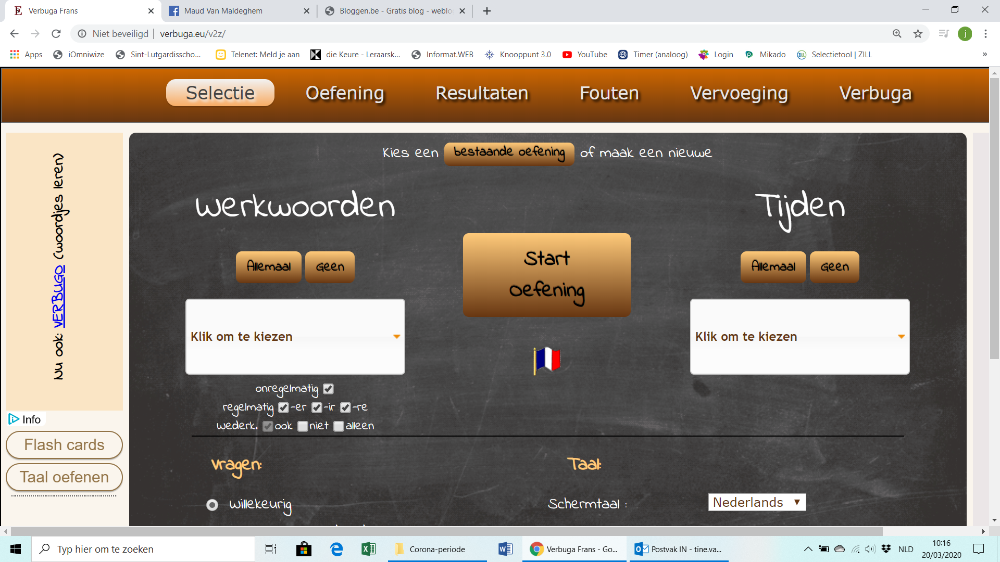 Verbuga Frans
Maud Van Maldeghem
Bloggen.be - Gratis blog - weblo
Niet beveiligd | verbuga.eu/v2z/
j
Apps iOmniwize Sint-Lutgardisscho... Telenet: Meld je aan die Keure - Leraarsk... Informat.WEB Knooppunt 3.0 YouTube Timer (analoog) Login Mikado Selectietool | ZILL »
Selectie Oefening Resultaten Fouten Vervoeging Verbuga
Nu ook: VERBUGO (woordjes leren)
Info
Flash cards
Taal oefenen
Kies een bestaande oefening of maak een nieuwe
Werkwoorden
Allemaal Geen
Klik om te kiezen
onregelmatig
regelmatig -er -ir -re
wederk. ook niet alleen
Start
Oefening
Tijden
Allemaal Geen
Klik om te kiezen
Vragen:
Willekeurig
Taal:
Schermtaal : Nederlands
Typ hier om te zoeken
Corona-periode
Verbuga Frans - Go...
Postvak IN - tine.va...
NLD
10:16
20/03/2020